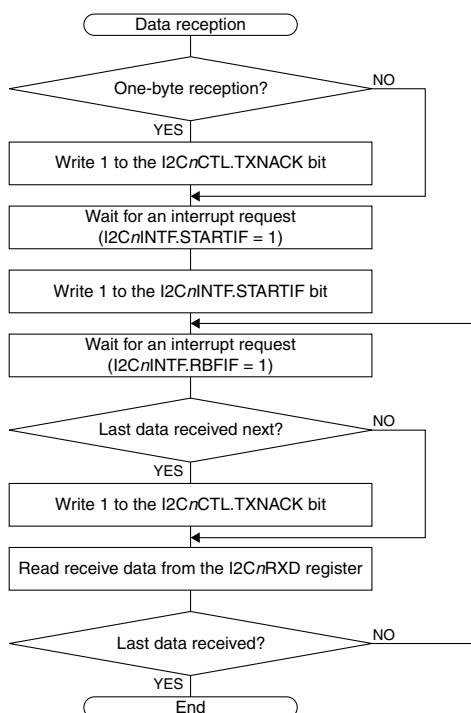 Data reception
One-byte reception?
NO
YES
Write 1 to the I2CnCTL.TXNACK bit
Wait for an interrupt request
(I2CnINTF.STARTIF = 1)
Write 1 to the I2CnINTF.STARTIF bit
Wait for an interrupt request
(I2CnINTF.RBFIF = 1)
Last data received next?
NO
YES
Write 1 to the I2CnCTL.TXNACK bit
Read receive data from the I2CnRXD register
Last data received?
NO
YES
End